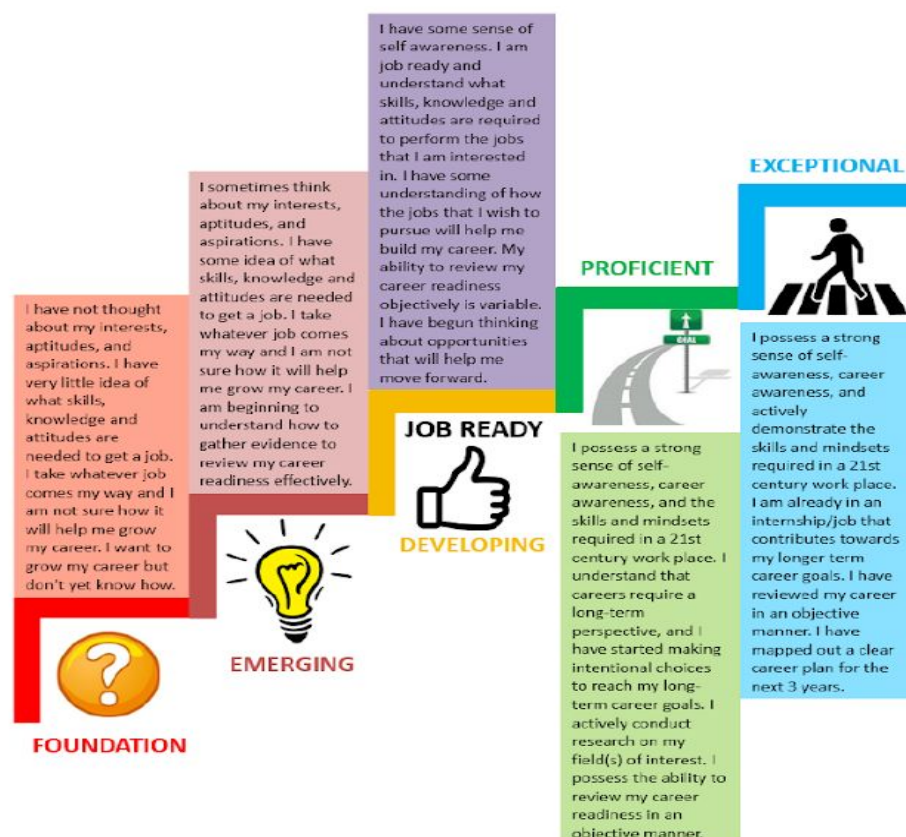 I have not thought
about my interests,
aptitudes, and
aspirations. I have
very little idea of
what skills,
knowledge and
attitudes are
needed to get a job.
I take whatever job
comes my way and I
am not sure how it
will help me grow
my career. I want to
grow my career but
don't yet know how.
FOUNDATION
I sometimes think
about my interests,
aptitudes, and
aspirations. I have
some idea of what
skills, knowledge and
attitudes are needed
to get a job. I take
whatever job comes
my way and I am not
sure how it will help
me grow my career. I
am beginning to
understand how to
gather evidence to
review my career
readiness effectively.
EMERGING
I have some sense of
self awareness. I am
job ready and
understand what
skills, knowledge and
attitudes are required
to perform the jobs
that I am interested
in. I have some
understanding of how
the jobs that I wish to
pursue will help me
build my career. My
ability to review my
career readiness
objectively is variable.
I have begun thinking
about opportunities
that will help me
move forward.
JOB READY
DEVELOPING
PROFICIENT
GOAL
I possess a strong
sense of self-
awareness, career
awareness, and the
skills and mindsets
required in a 21st
century work place. I
understand that
careers require a
long-term
perspective, and I
have started making
intentional choices
to reach my long-
term career goals. I
actively conduct
research on my
field(s) of interest. I
possess the ability to
review my career
readiness in an
objective manner.
EXCEPTIONAL
I possess a strong
sense of self-
awareness, career
awareness, and
actively
demonstrate the
skills and mindsets
required in a 21st
century work place.
I am already in an
internship/job that
contributes towards
my longer term
career goals. I have
reviewed my career
in an objective
manner. I have
mapped out a clear
career plan for the
next 3 years.